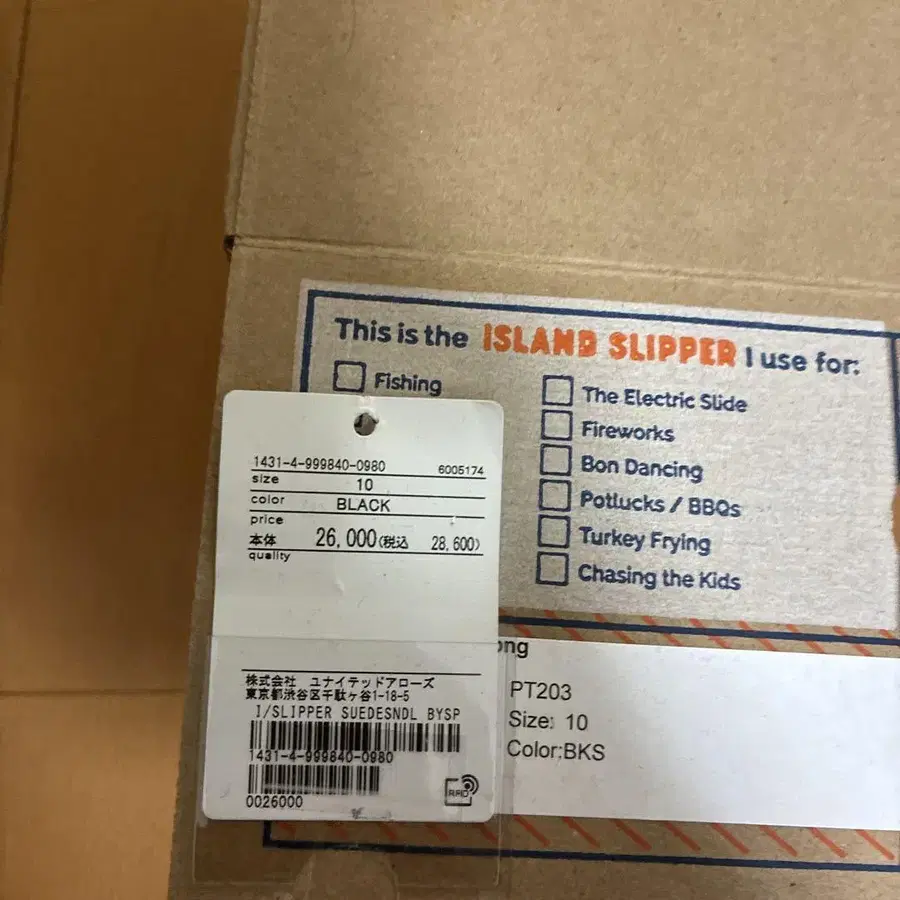 This is the ISLAND SLIPPER I use for:
Fishing
The Electric Slide
Fireworks
Bon Dancing
Potlucks / BBQs
Turkey Frying
Chasing the Kids
1431-4-999840-0980 6005174
size 10
color BLACK
price
本体 26,000(税込 28,600)
quality
株式会社 ユナイテッドアローズ
東京都渋谷区千駄ヶ谷1-18-5
I/SLIPPER SUEDESNDL BYSP
1431-4-999840-0980
0026000
RFID
ong
PT203
Size: 10
Color:BKS